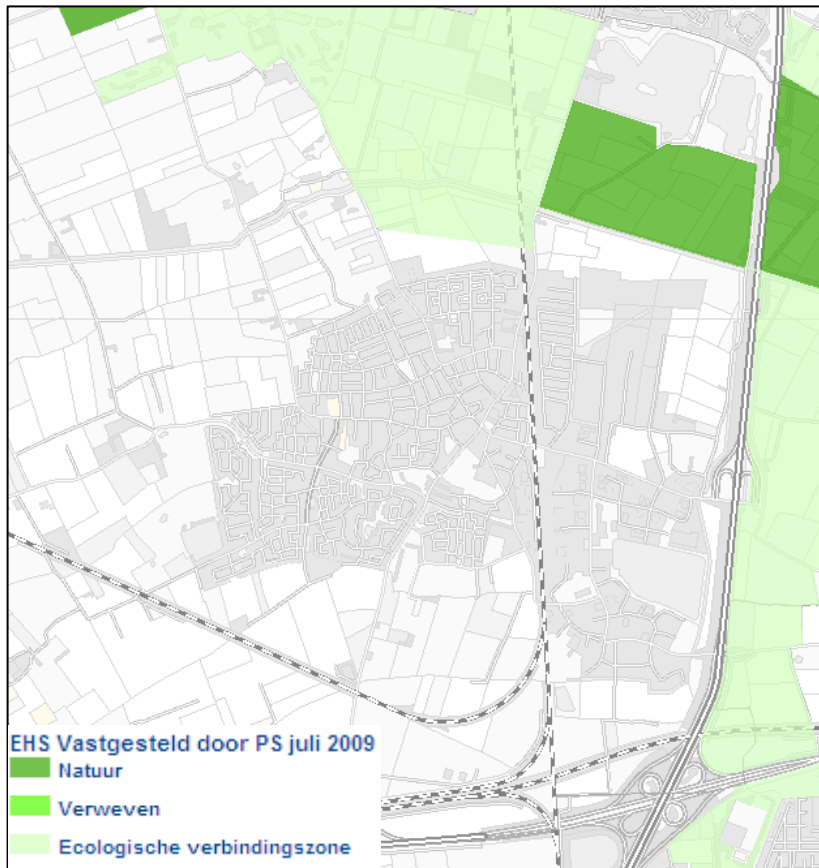 EHS Vastgesteld door PS juli 2009
Natuur
Verweven
Ecologische verbindingszone